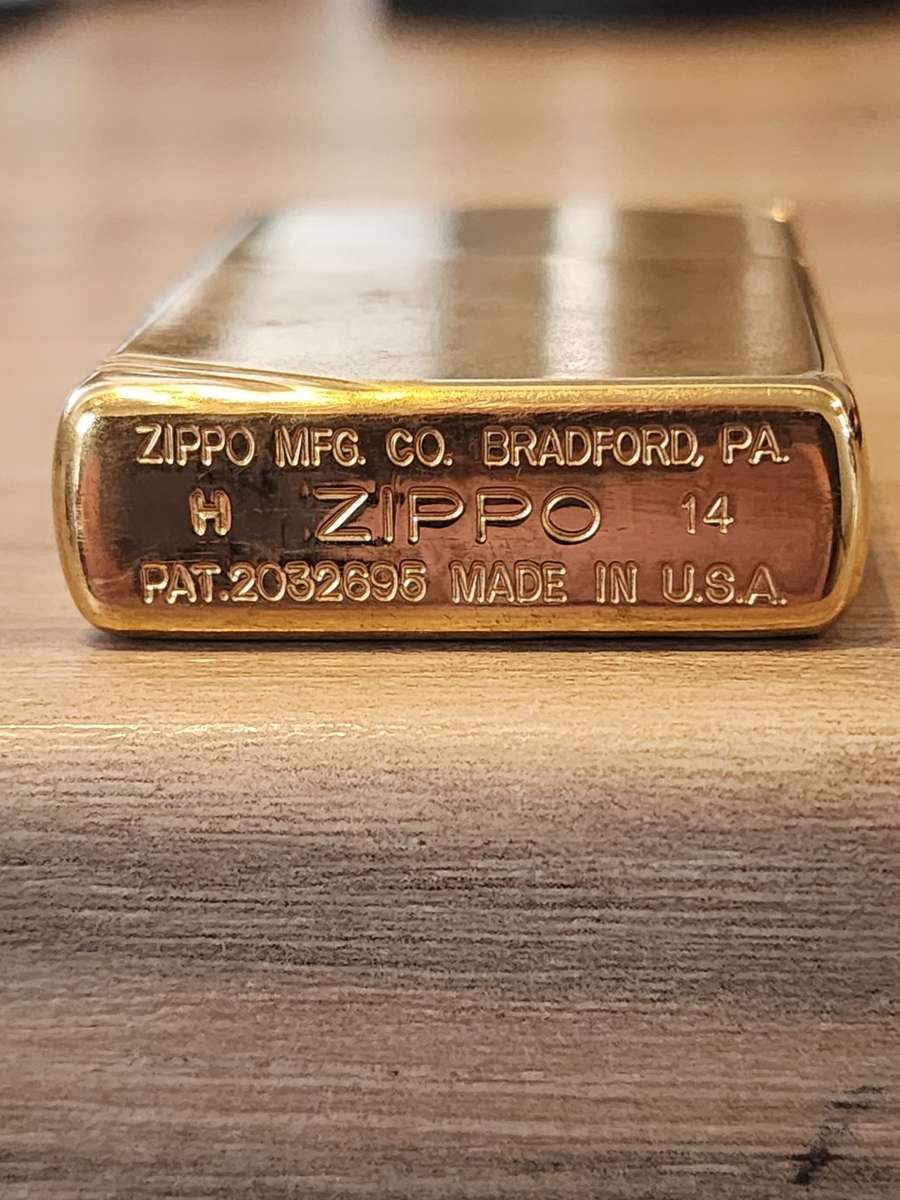 ZIPPO MFG. CO. BRADFORD, PA.
H ZIPPO 14
PAT.2032695 MADE IN U.S.A.